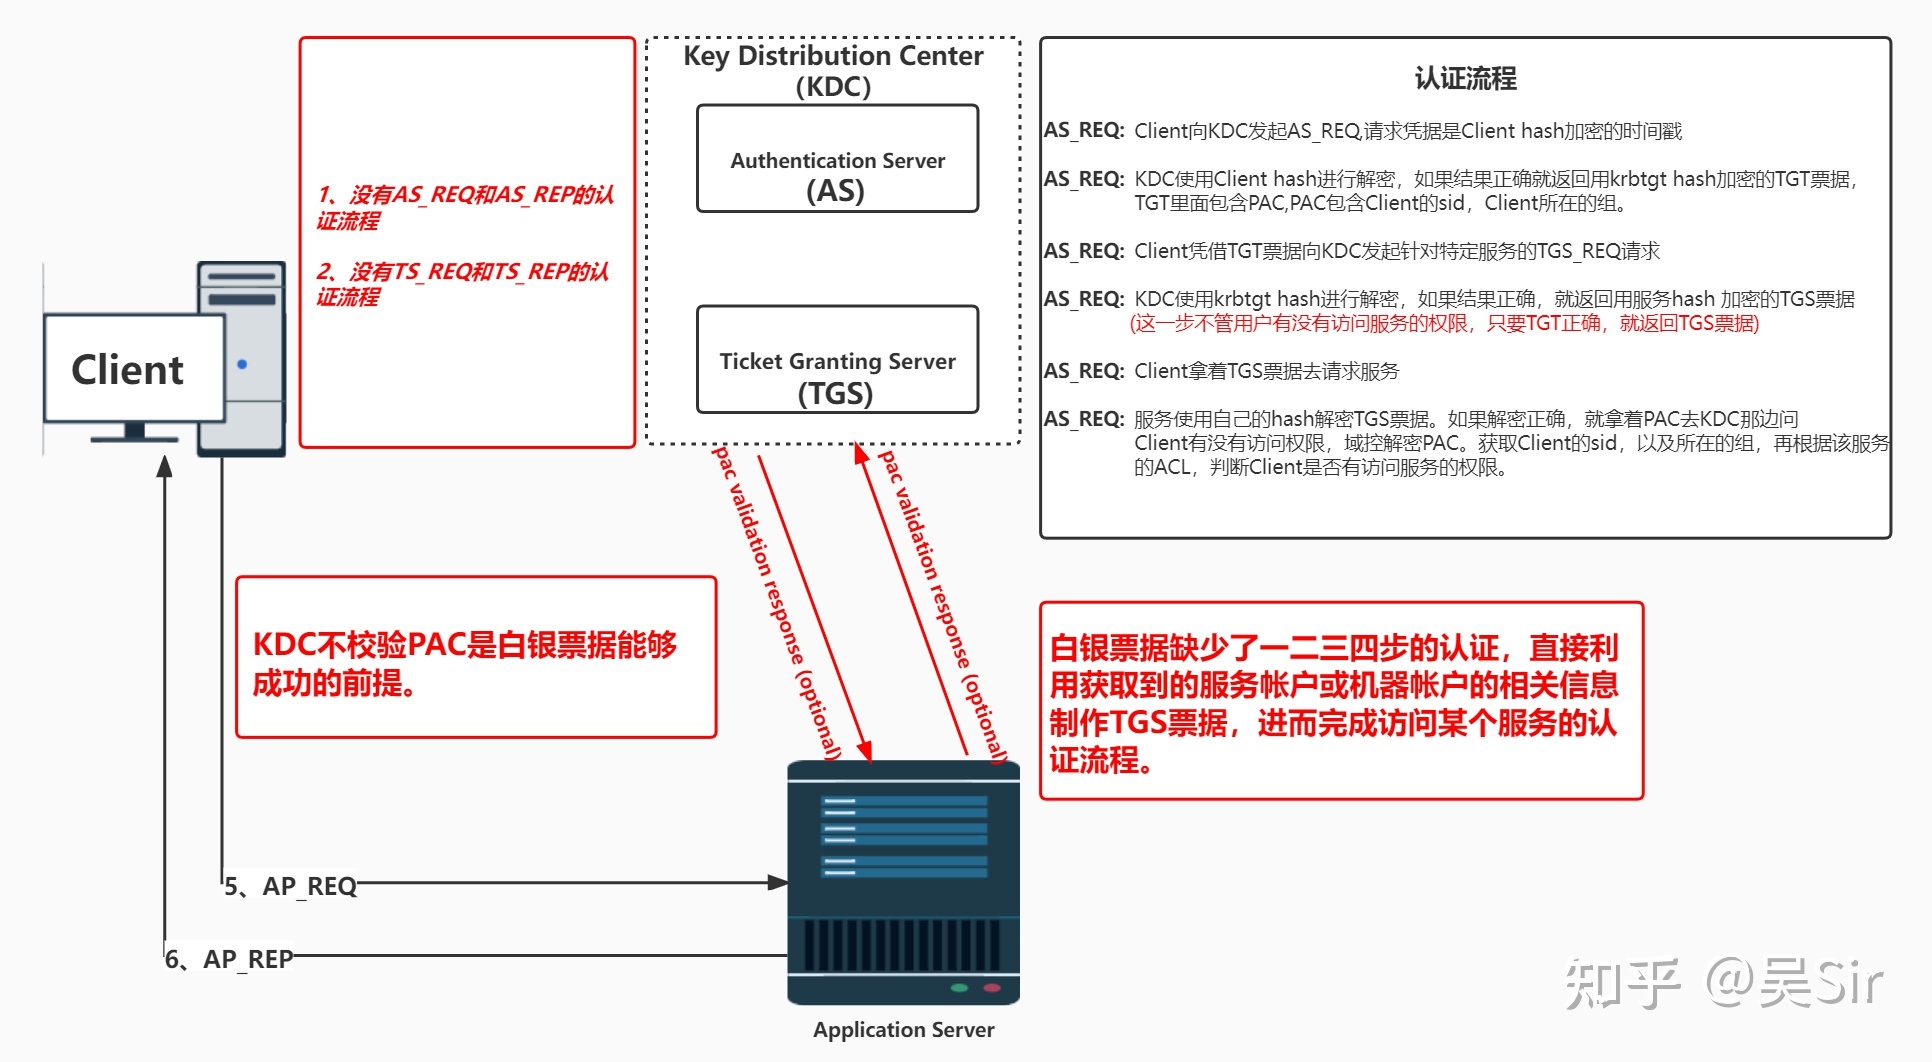 Key Distribution Center
(KDC)
Authentication Server
(AS)
Ticket Granting Server
(TGS)
1、没有AS_REQ和AS_REP的认
证流程
2、没有TS_REQ和TS_REP的认
证流程
Client
认证流程
AS_REQ: Client向KDC发起AS_REQ,请求凭据是Client hash加密的时间戳
AS_REQ: KDC使用Client hash进行解密，如果结果正确就返回用krbtgt hash加密的TGT票据，
TGT里面包含PAC,PAC包含Client的sid，Client所在的组。
AS_REQ: Client凭借TGT票据向KDC发起针对特定服务的TGS_REQ请求
AS_REQ: KDC使用krbtgt hash进行解密，如果结果正确，就返回用服务hash 加密的TGS票据
(这一步不管用户有没有访问服务的权限，只要TGT正确，就返回TGS票据)
AS_REQ: Client拿着TGS票据去请求服务
AS_REQ: 服务使用自己的hash解密TGS票据。如果解密正确，就拿着PAC去KDC那边问
Client有没有访问权限，域控解密PAC。获取Client的sid，以及所在的组，再根据该服务
的ACL，判断Client是否有访问服务的权限。
pac validation response (optional)
pac validation response (optional)
KDC不校验PAC是白银票据能够
成功的前提。
白银票据缺少了一二三四步的认证，直接利
用获取到的服务帐户或机器帐户的相关信息
制作TGS票据，进而完成访问某个服务的认
证流程。
5、AP_REQ
6、AP_REP
Application Server
知乎 @吴Sir